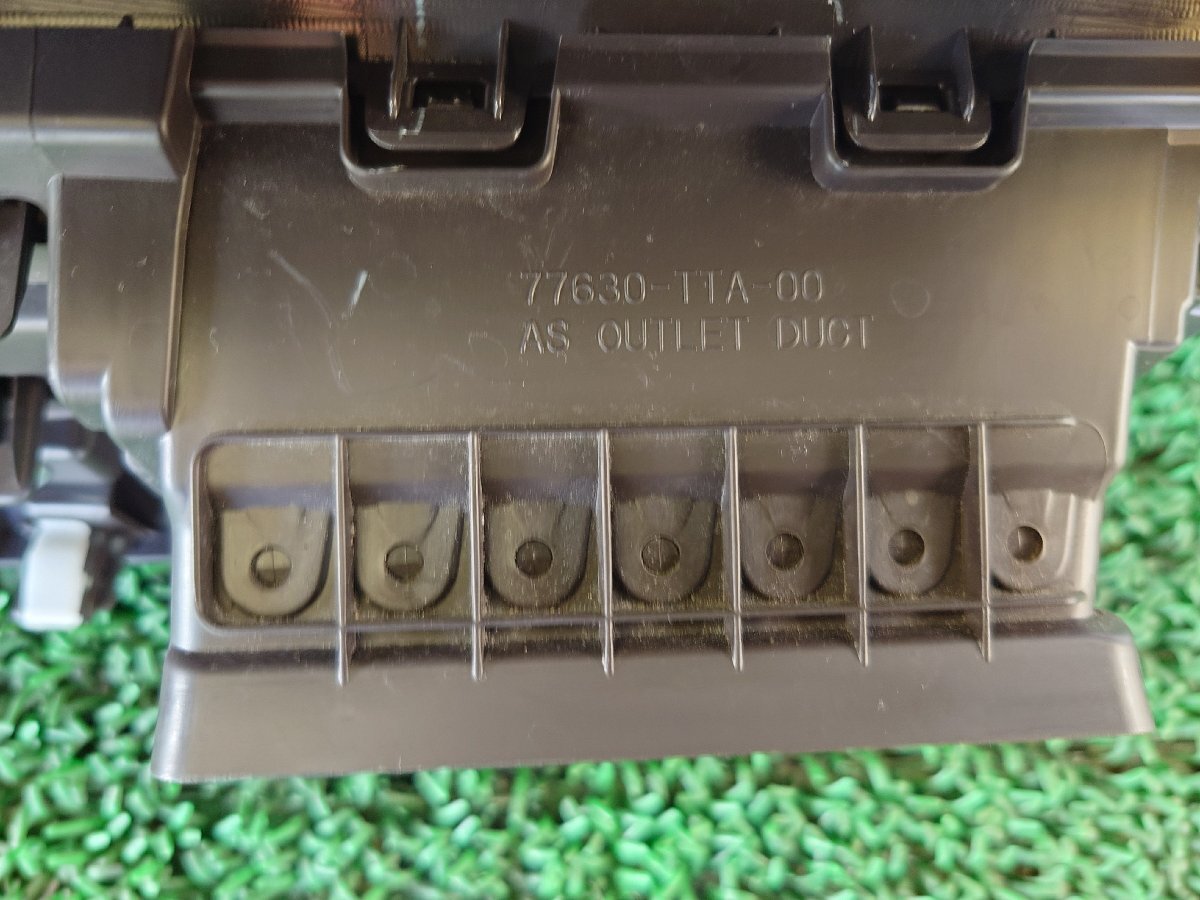 77630-TTA-00
AS OUTLET DUCT